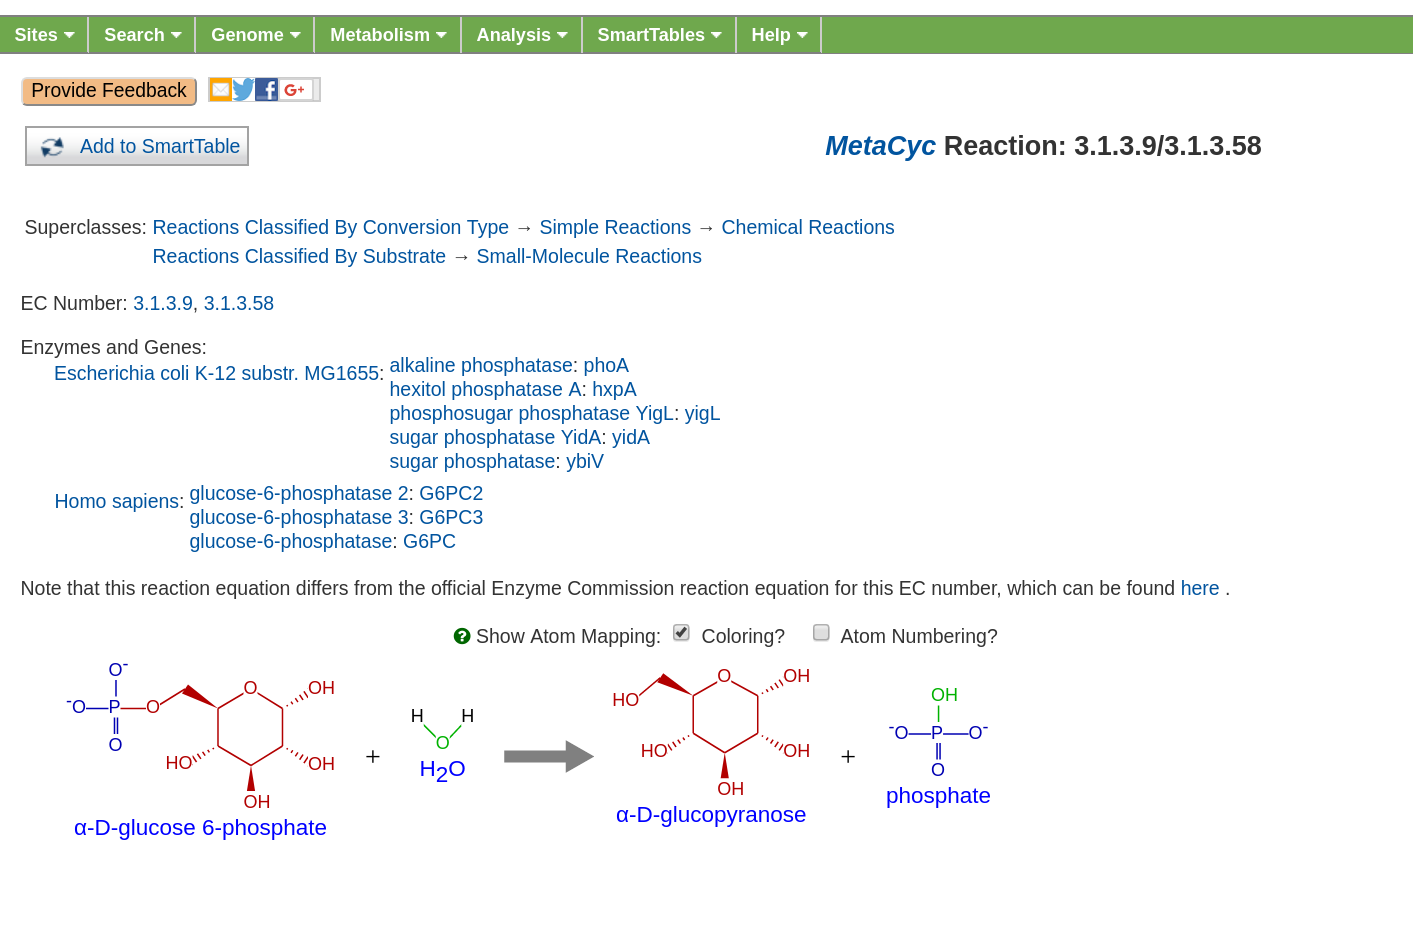 Sites Search Genome Metabolism Analysis SmartTables Help
Provide Feedback G+
Add to SmartTable
MetaCyc Reaction: 3.1.3.9/3.1.3.58
Superclasses: Reactions Classified By Conversion Type → Simple Reactions → Chemical Reactions
Reactions Classified By Substrate → Small-Molecule Reactions
EC Number: 3.1.3.9, 3.1.3.58
Enzymes and Genes:
Escherichia coli K-12 substr. MG1655: alkaline phosphatase: phoA
hexitol phosphatase A: hxpA
phosphosugar phosphatase YigL: yigL
sugar phosphatase YidA: yidA
sugar phosphatase: ybiV
Homo sapiens: glucose-6-phosphatase 2: G6PC2
glucose-6-phosphatase 3: G6PC3
glucose-6-phosphatase: G6PC
Note that this reaction equation differs from the official Enzyme Commission reaction equation for this EC number, which can be found here .
? Show Atom Mapping: Coloring? Atom Numbering?
O-
-O P O O OH
O
HO OH
OH
α-D-glucose 6-phosphate
+
H H
O
H2O
O OH
HO
HO OH
OH
α-D-glucopyranose
+
OH
-O P O-
O
phosphate